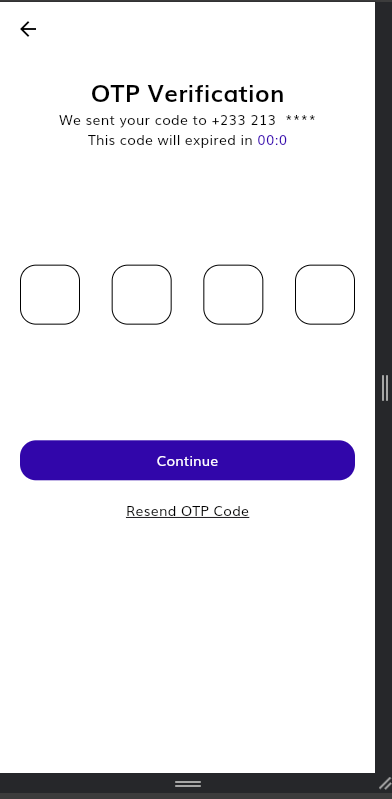 OTP Verification
We sent your code to +233 213 ****
This code will expired in 00:0
Continue
Resend OTP Code